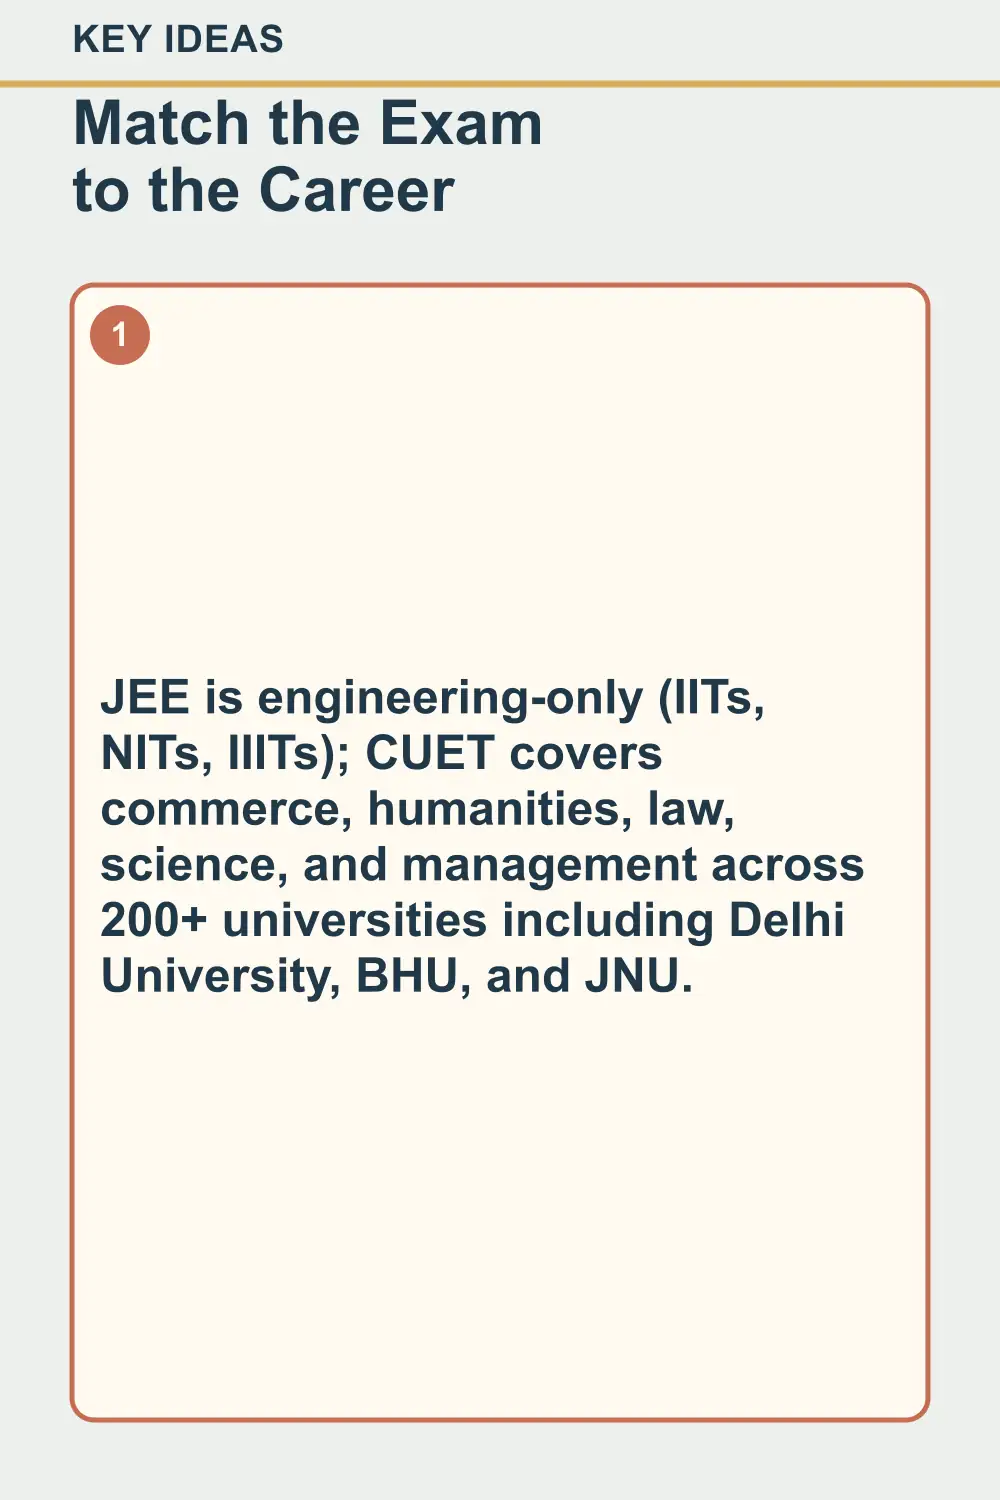 KEY IDEAS
Match the Exam
to the Career
1
JEE is engineering-only (IITs,
NITs, IIITs); CUET covers
commerce, humanities, law,
science, and management across
200+ universities including Delhi
University, BHU, and JNU.